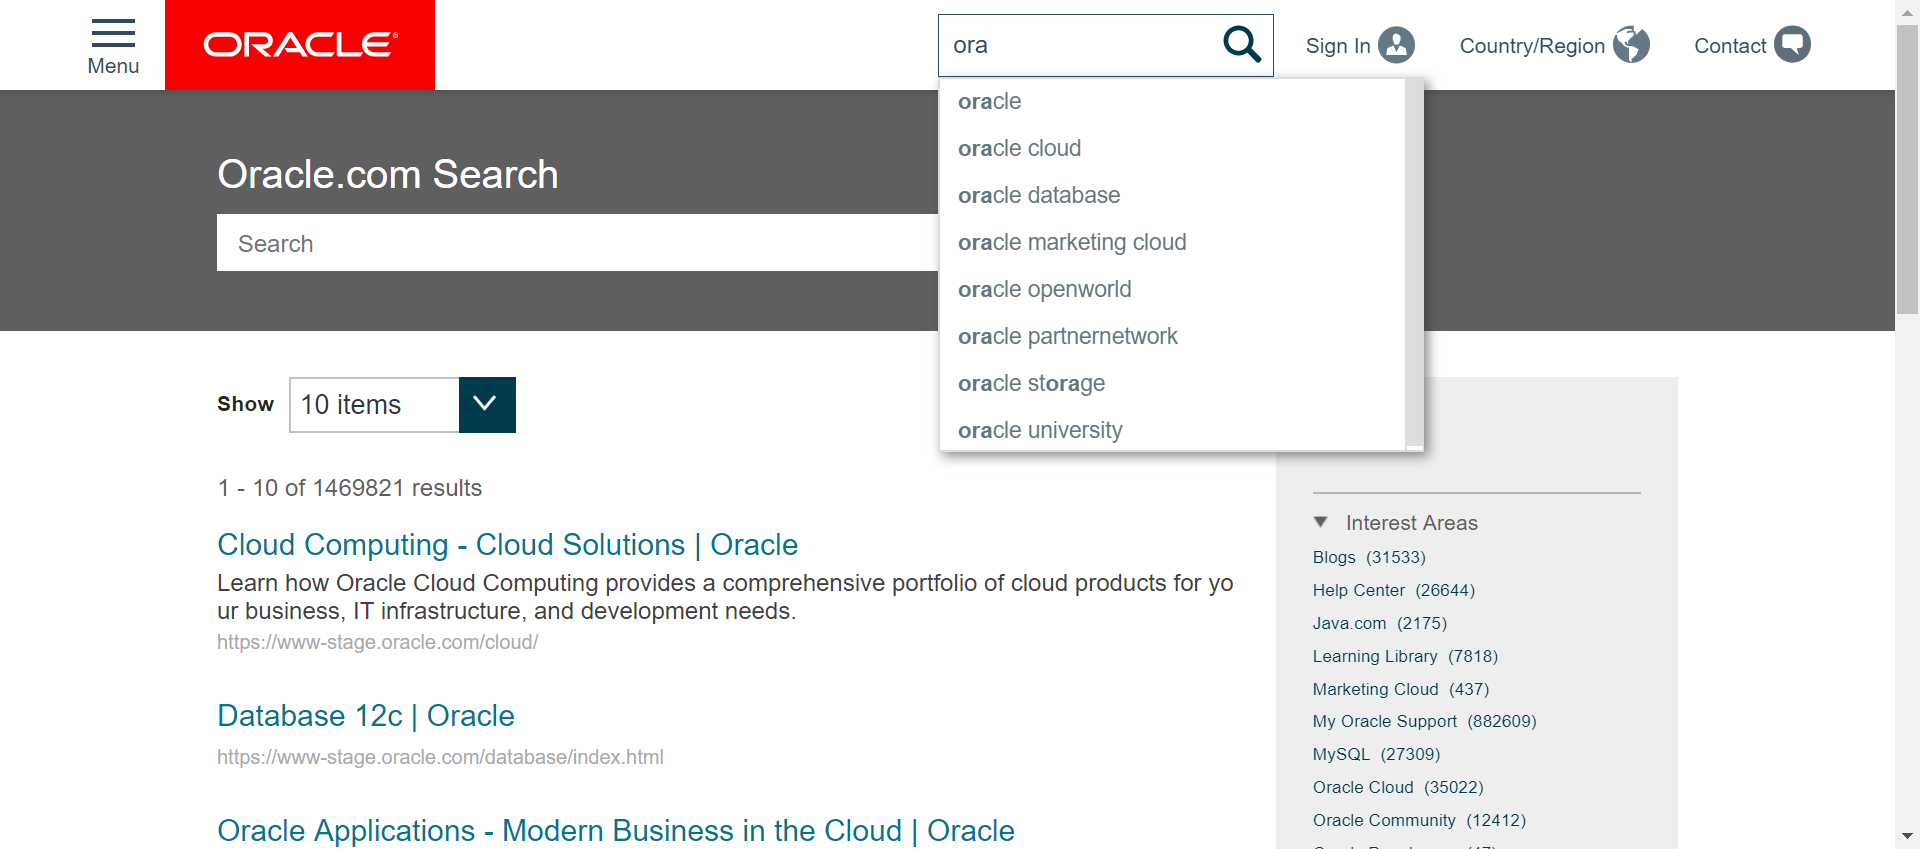 Menu
ORACLE®
ora
Sign In
Country/Region
Contact
oracle
oracle cloud
oracle database
oracle marketing cloud
oracle openworld
oracle partnernetwork
oracle storage
oracle university
Oracle.com Search
Search
Show
10 items
1 - 10 of 1469821 results
Cloud Computing - Cloud Solutions | Oracle
Learn how Oracle Cloud Computing provides a comprehensive portfolio of cloud products for yo
ur business, IT infrastructure, and development needs.
https://www-stage.oracle.com/cloud/
Database 12c | Oracle
https://www-stage.oracle.com/database/index.html
Oracle Applications - Modern Business in the Cloud | Oracle
Interest Areas
Blogs (31533)
Help Center (26644)
Java.com (2175)
Learning Library (7818)
Marketing Cloud (437)
My Oracle Support (882609)
MySQL (27309)
Oracle Cloud (35022)
Oracle Community (12412)